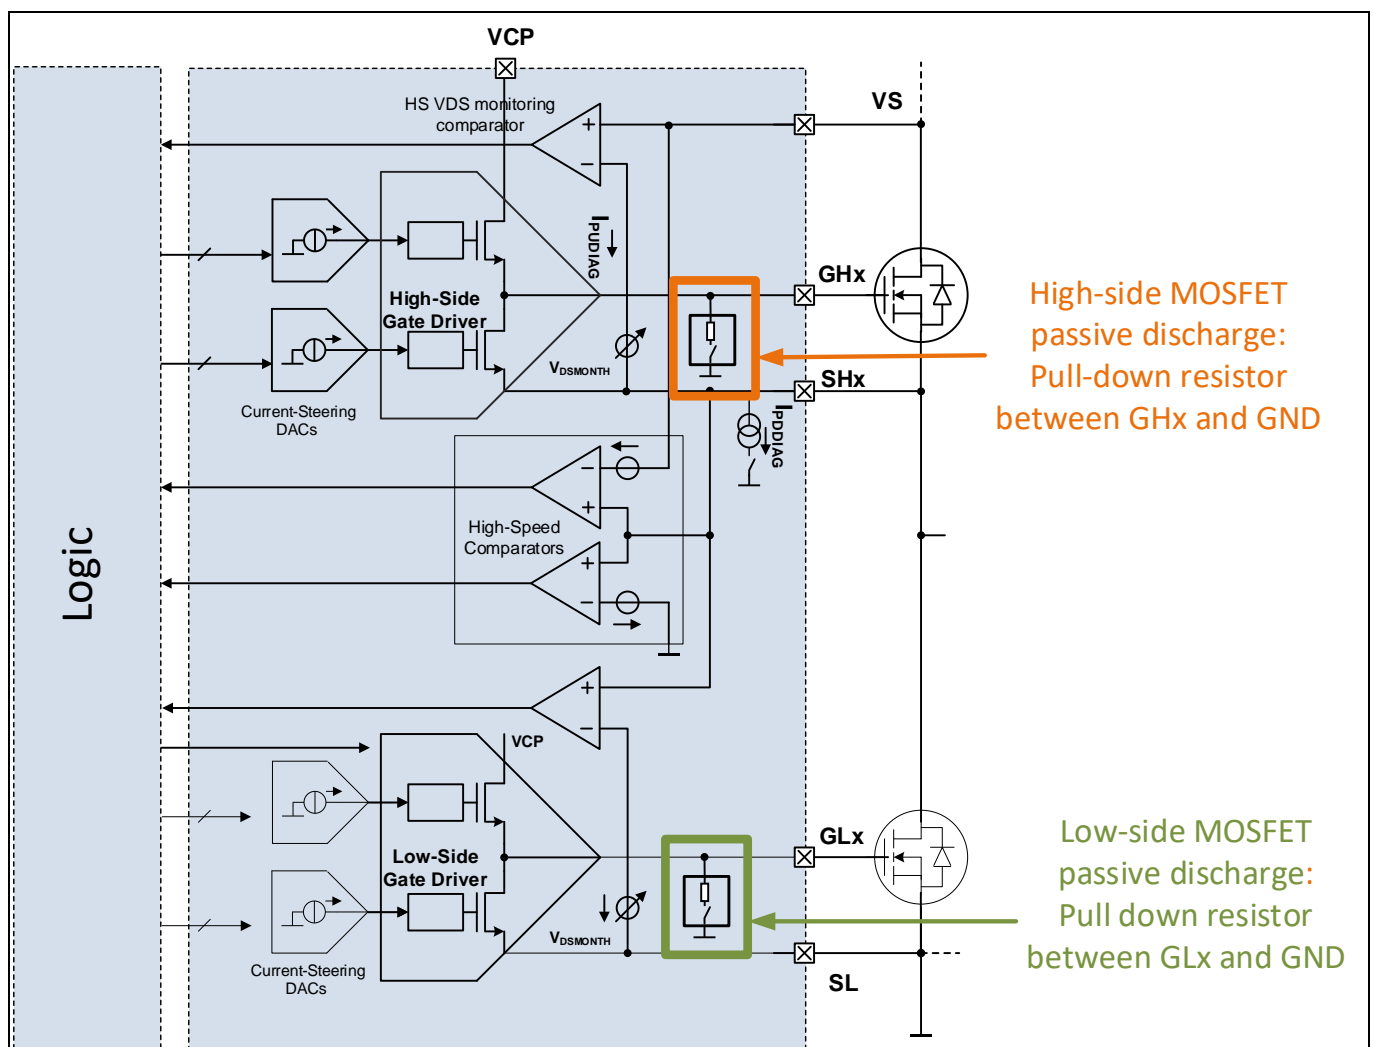 VCP
HS VDS monitoring
comparator
VS
+
−
IPUDIAG
GHx
High-Side
Gate Driver
VDSMONTH
SHx
Current-Steering
DACs
IPDDIAG
High-side MOSFET
passive discharge:
Pull-down resistor
between GHx and GND
−
+
High-Speed
Comparators
+
−
Logic
+
−
VCP
GLx
Low-Side
Gate Driver
VDSMONTH
SL
Current-Steering
DACs
Low-side MOSFET
passive discharge:
Pull down resistor
between GLx and GND